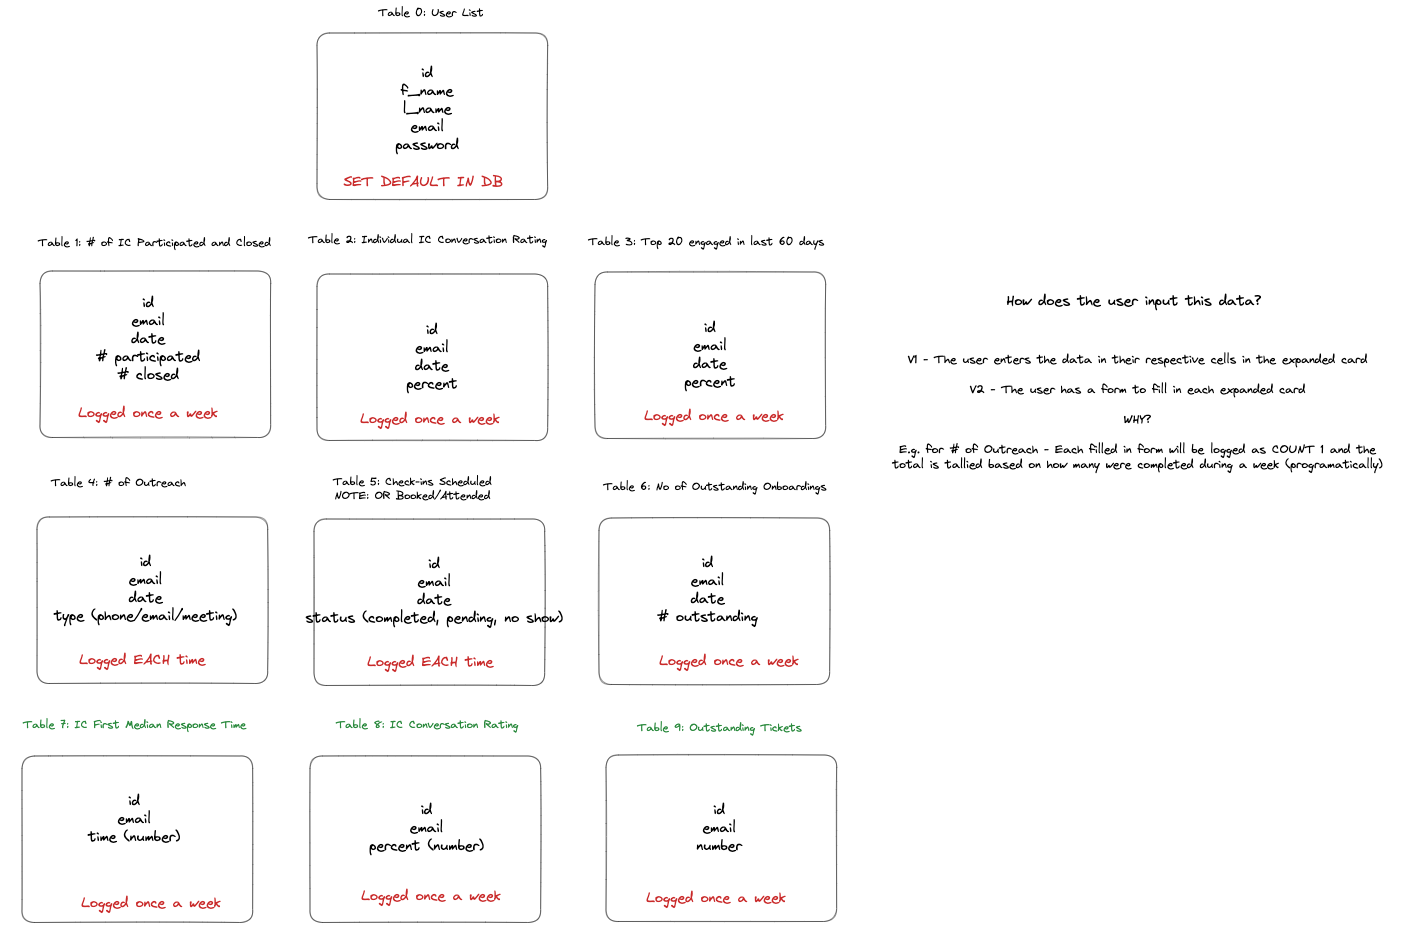 Table 0: User List
id
f_name
l_name
email
password
SET DEFAULT IN DB
Table 1: # of IC Participated and Closed
id
email
date
# participated
# closed
Logged once a week
Table 2: Individual IC Conversation Rating
id
email
date
percent
Logged once a week
Table 3: Top 20 engaged in last 60 days
id
email
date
percent
Logged once a week
How does the user input this data?
V1 - The user enters the data in their respective cells in the expanded card
V2 - The user has a form to fill in each expanded card
WHY?
E.g. for # of Outreach - Each filled in form will be logged as COUNT 1 and the
total is tallied based on how many were completed during a week (programatically)
Table 4: # of Outreach
id
email
date
type (phone/email/meeting)
Logged EACH time
Table 5: Check-ins Scheduled
NOTE: OR Booked/Attended
id
email
date
status (completed, pending, no show)
Logged EACH time
Table 6: No of Outstanding Onboardings
id
email
date
# outstanding
Logged once a week
Table 7: IC First Median Response Time
id
email
time (number)
Logged once a week
Table 8: IC Conversation Rating
id
email
percent (number)
Logged once a week
Table 9: Outstanding Tickets
id
email
number
Logged once a week